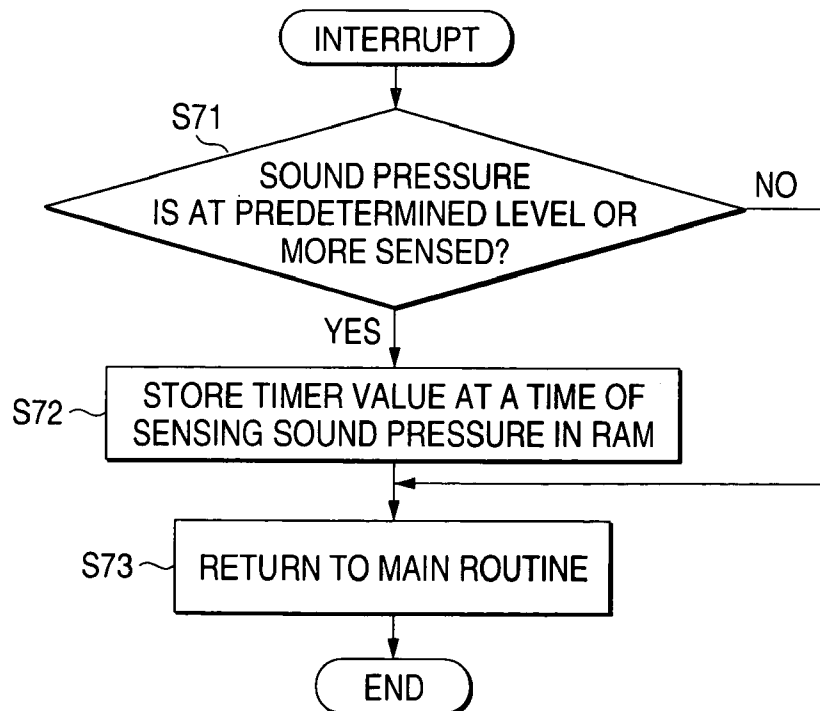 INTERRUPT
S71
SOUND PRESSURE
IS AT PREDETERMINED LEVEL OR
MORE SENSED?
NO
YES
S72
STORE TIMER VALUE AT A TIME OF
SENSING SOUND PRESSURE IN RAM
S73
RETURN TO MAIN ROUTINE
END